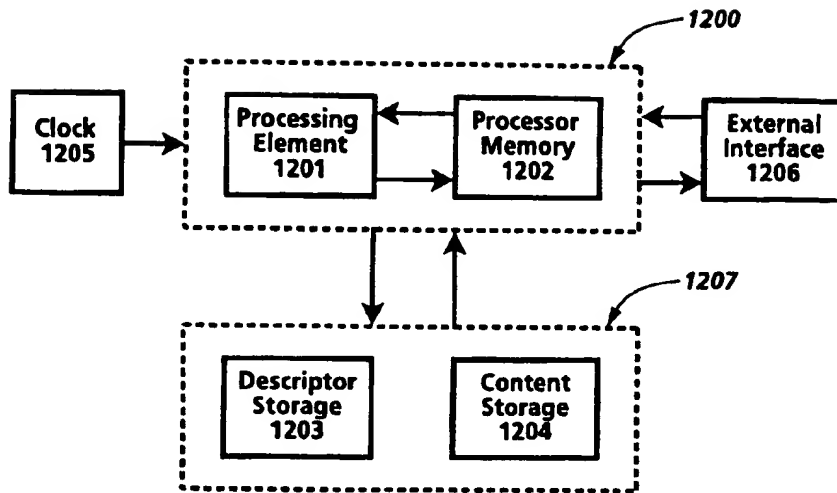 1200
Clock
1205
Processing
Element
1201
Processor
Memory
1202
External
Interface
1206
1207
Descriptor
Storage
1203
Content
Storage
1204